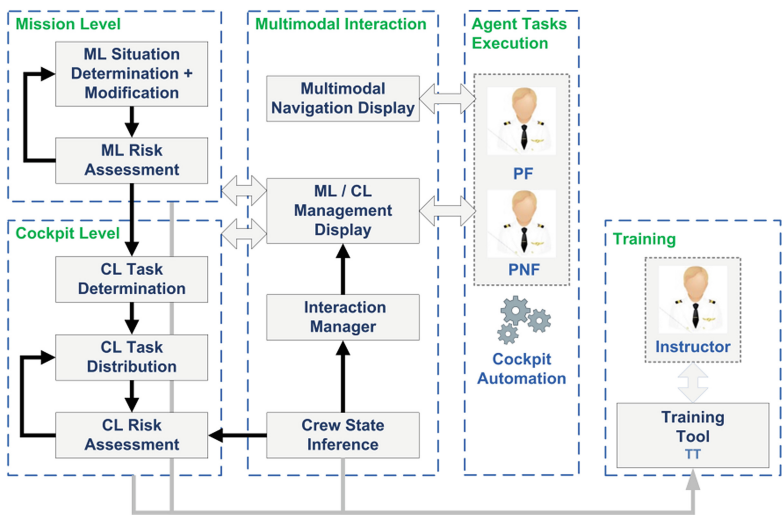 Mission Level
ML Situation
Determination +
Modification
ML Risk
Assessment
Cockpit Level
CL Task
Determination
CL Task
Distribution
CL Risk
Assessment
Multimodal Interaction
Multimodal
Navigation Display
ML / CL
Management
Display
Interaction
Manager
Crew State
Inference
Agent Tasks
Execution
PF
PNF
Cockpit
Automation
Training
Instructor
Training
Tool
TT